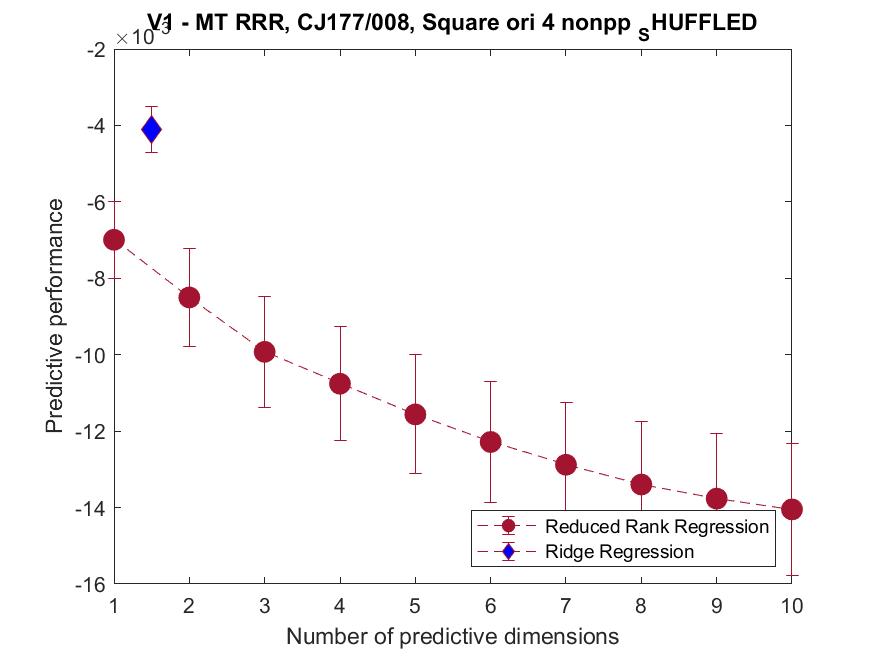 V1 - MT RRR, CJ177/008, Square ori 4 nonpp SHUFFLED
×10-3
-2
-4
-6
-8
-10
-12
-14
-16
Predictive performance
Reduced Rank Regression
Ridge Regression
1 2 3 4 5 6 7 8 9 10
Number of predictive dimensions